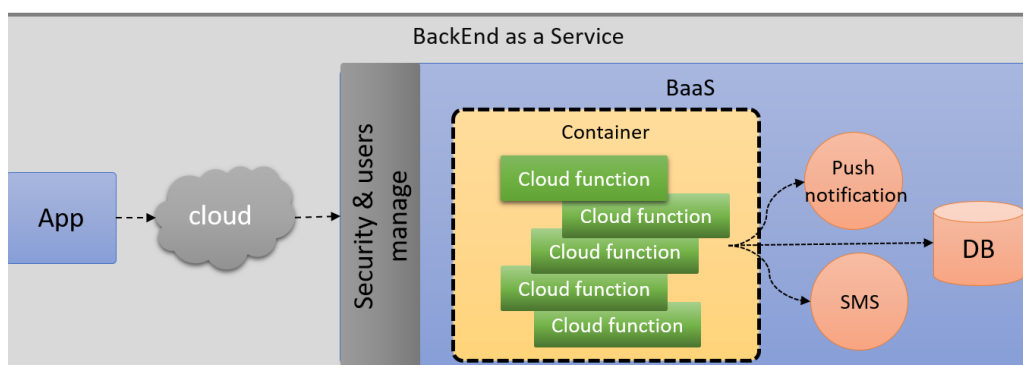 BackEnd as a Service
App
cloud
Security & users
manage
BaaS
Container
Cloud function
Cloud function
Cloud function
Cloud function
Cloud function
Push
notification
DB
SMS